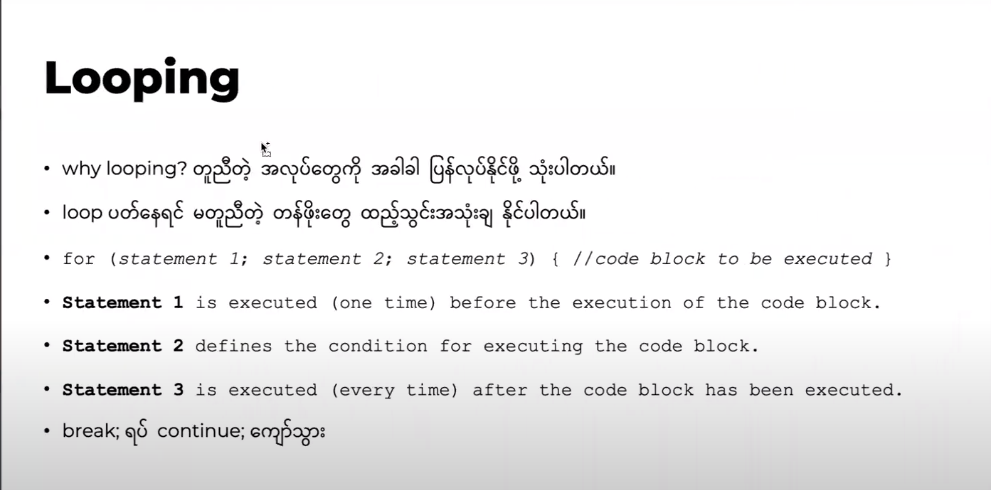 Looping
• why looping? တူညီတဲ့ အလုပ်တွေကို အခါခါ ပြန်လုပ်နိုင်ဖို့ သုံးပါတယ်။
• loop ပတ်နေရင် မတူညီတဲ့ တန်ဖိုးတွေ ထည့်သွင်းအသုံးချ နိုင်ပါတယ်။
• for (statement 1; statement 2; statement 3) { //code block to be executed }
• Statement 1 is executed (one time) before the execution of the code block.
• Statement 2 defines the condition for executing the code block.
• Statement 3 is executed (every time) after the code block has been executed.
• break; ရပ် continue; ကျော်သွား